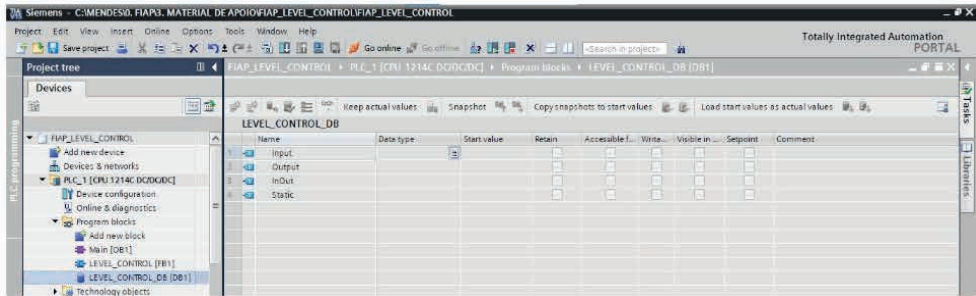 Siemens - C:\MENDES\0. FIAP\3. MATERIAL DE APOIO\FIAP_LEVEL_CONTROL\FIAP_LEVEL_CONTROL
Project Edit View Insert Online Options Tools Window Help
Totally Integrated Automation
PORTAL
Save project Go online Go offline <Search in project>
Project tree
FIAP_LEVEL_CONTROL PLC_1 [CPU 1214C DC/DC/DC] Program blocks LEVEL_CONTROL_DB [DB1]
Devices
Keep actual values Snapshot Copy snapshots to start values Load start values as actual values
LEVEL_CONTROL_DB
Name Data type Start value Retain Accessible f... Write... Visible in ... Setpoint Comment
1 Input
2 Output
3 InOut
4 Static
FIAP_LEVEL_CONTROL
Add new device
Devices & networks
PLC_1 [CPU 1214C DC/DC/DC]
Device configuration
Online & diagnostics
Program blocks
Add new block
Main [OB1]
LEVEL_CONTROL [FB1]
LEVEL_CONTROL_DB [DB1]
Technology objects
PLC programming
Tasks
Libraries